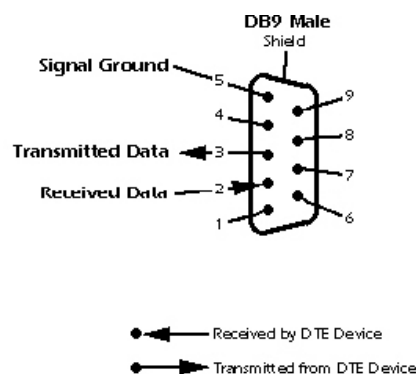 DB9 Male
Shield
Signal Ground
5
9
4
8
Transmitted Data
3
7
Received Data
2
1
6
Received by DTE Device
Transmitted from DTE Device